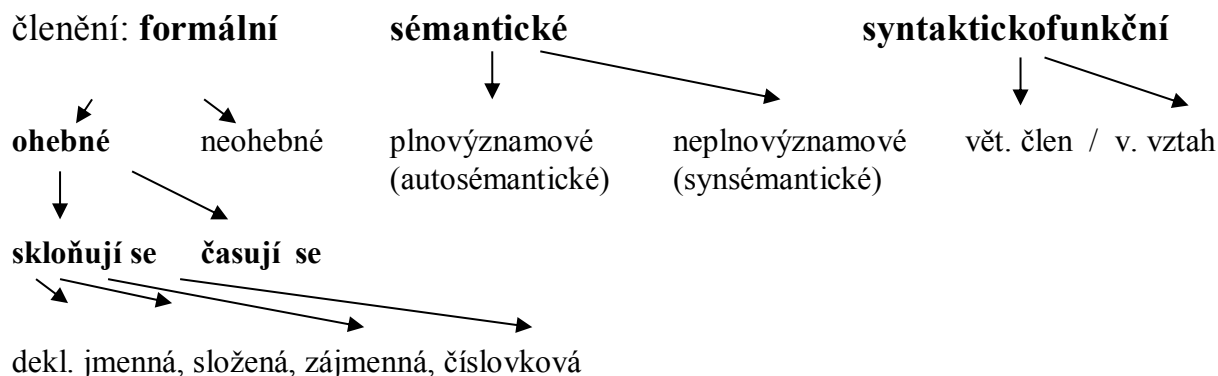 členění: formální sémantické syntaktickofunkční
ohebné neohebné plnovýznamové neplnovýznamové vět. člen / v. vztah
(autosémantické) (synsémantické)
skloňují se časují se
dekl. jmenná, složená, zájmenná, číslovková